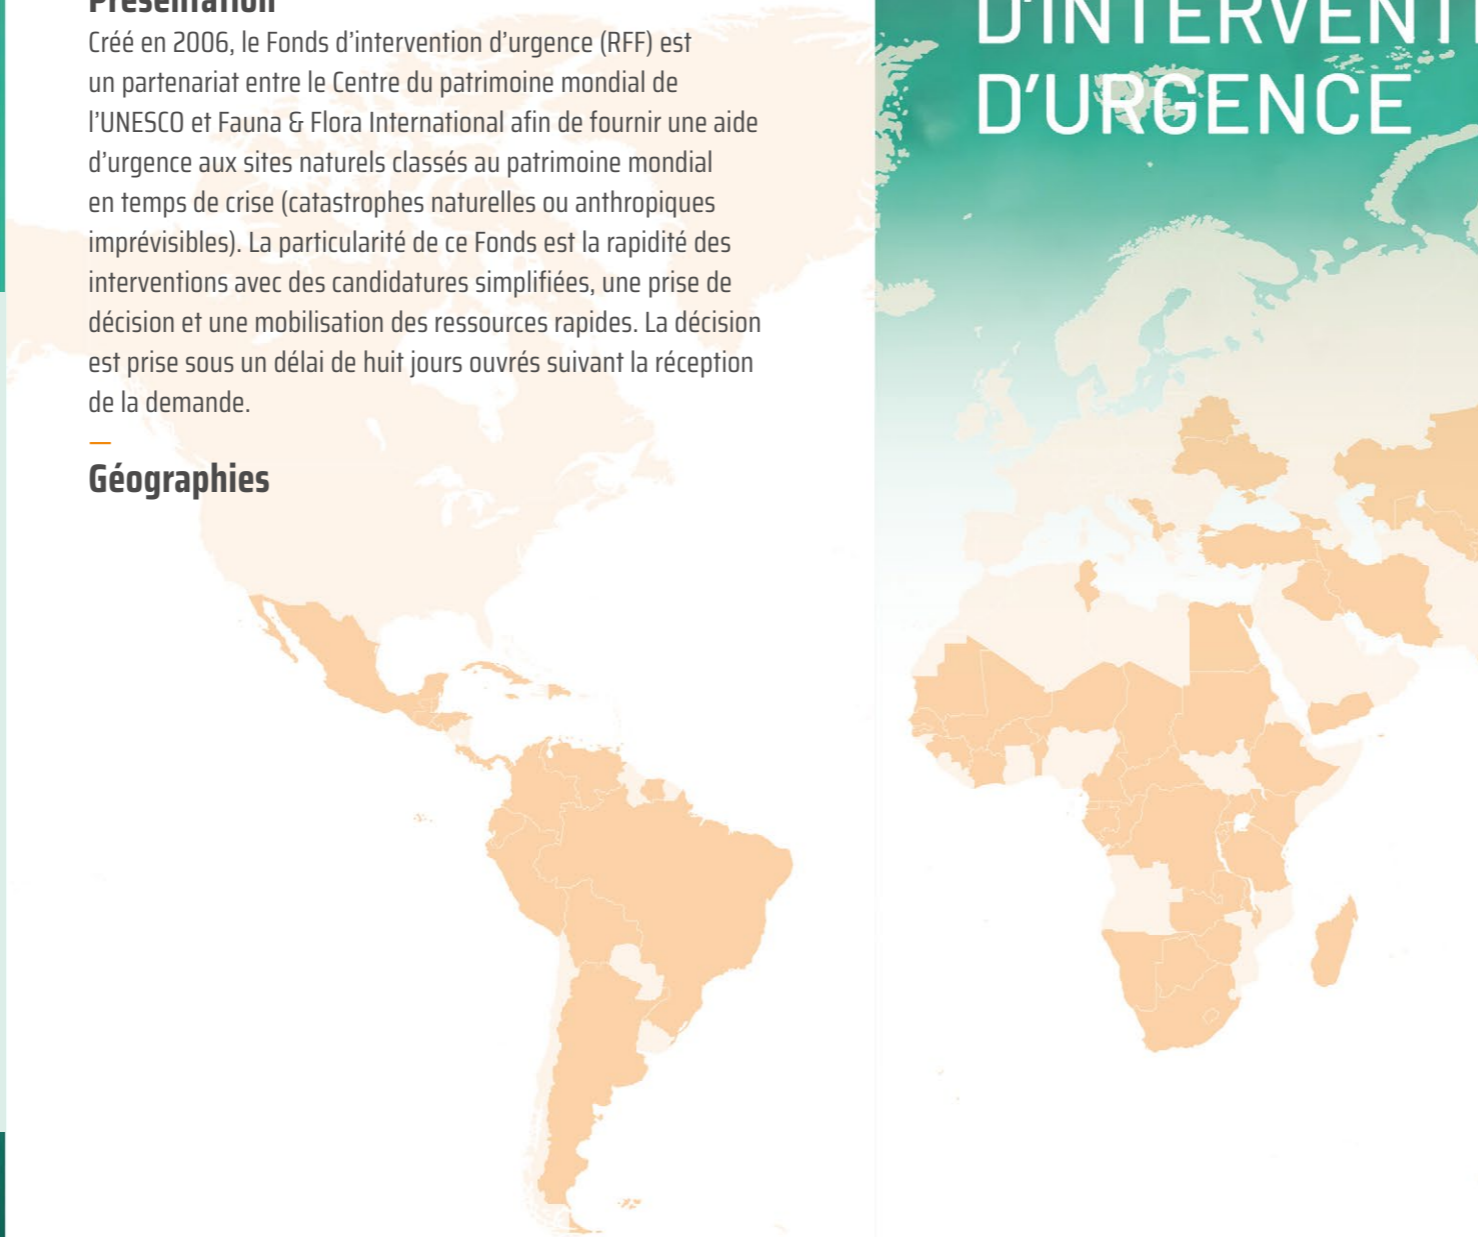 Présentation
Créé en 2006, le Fonds d’intervention d’urgence (RFF) est
un partenariat entre le Centre du patrimoine mondial de
l’UNESCO et Fauna & Flora International afin de fournir une aide
d’urgence aux sites naturels classés au patrimoine mondial
en temps de crise (catastrophes naturelles ou anthropiques
imprévisibles). La particularité de ce Fonds est la rapidité des
interventions avec des candidatures simplifiées, une prise de
décision et une mobilisation des ressources rapides. La décision
est prise sous un délai de huit jours ouvrés suivant la réception
de la demande.
—
Géographies
D’INTERVENTI
D’URGENCE